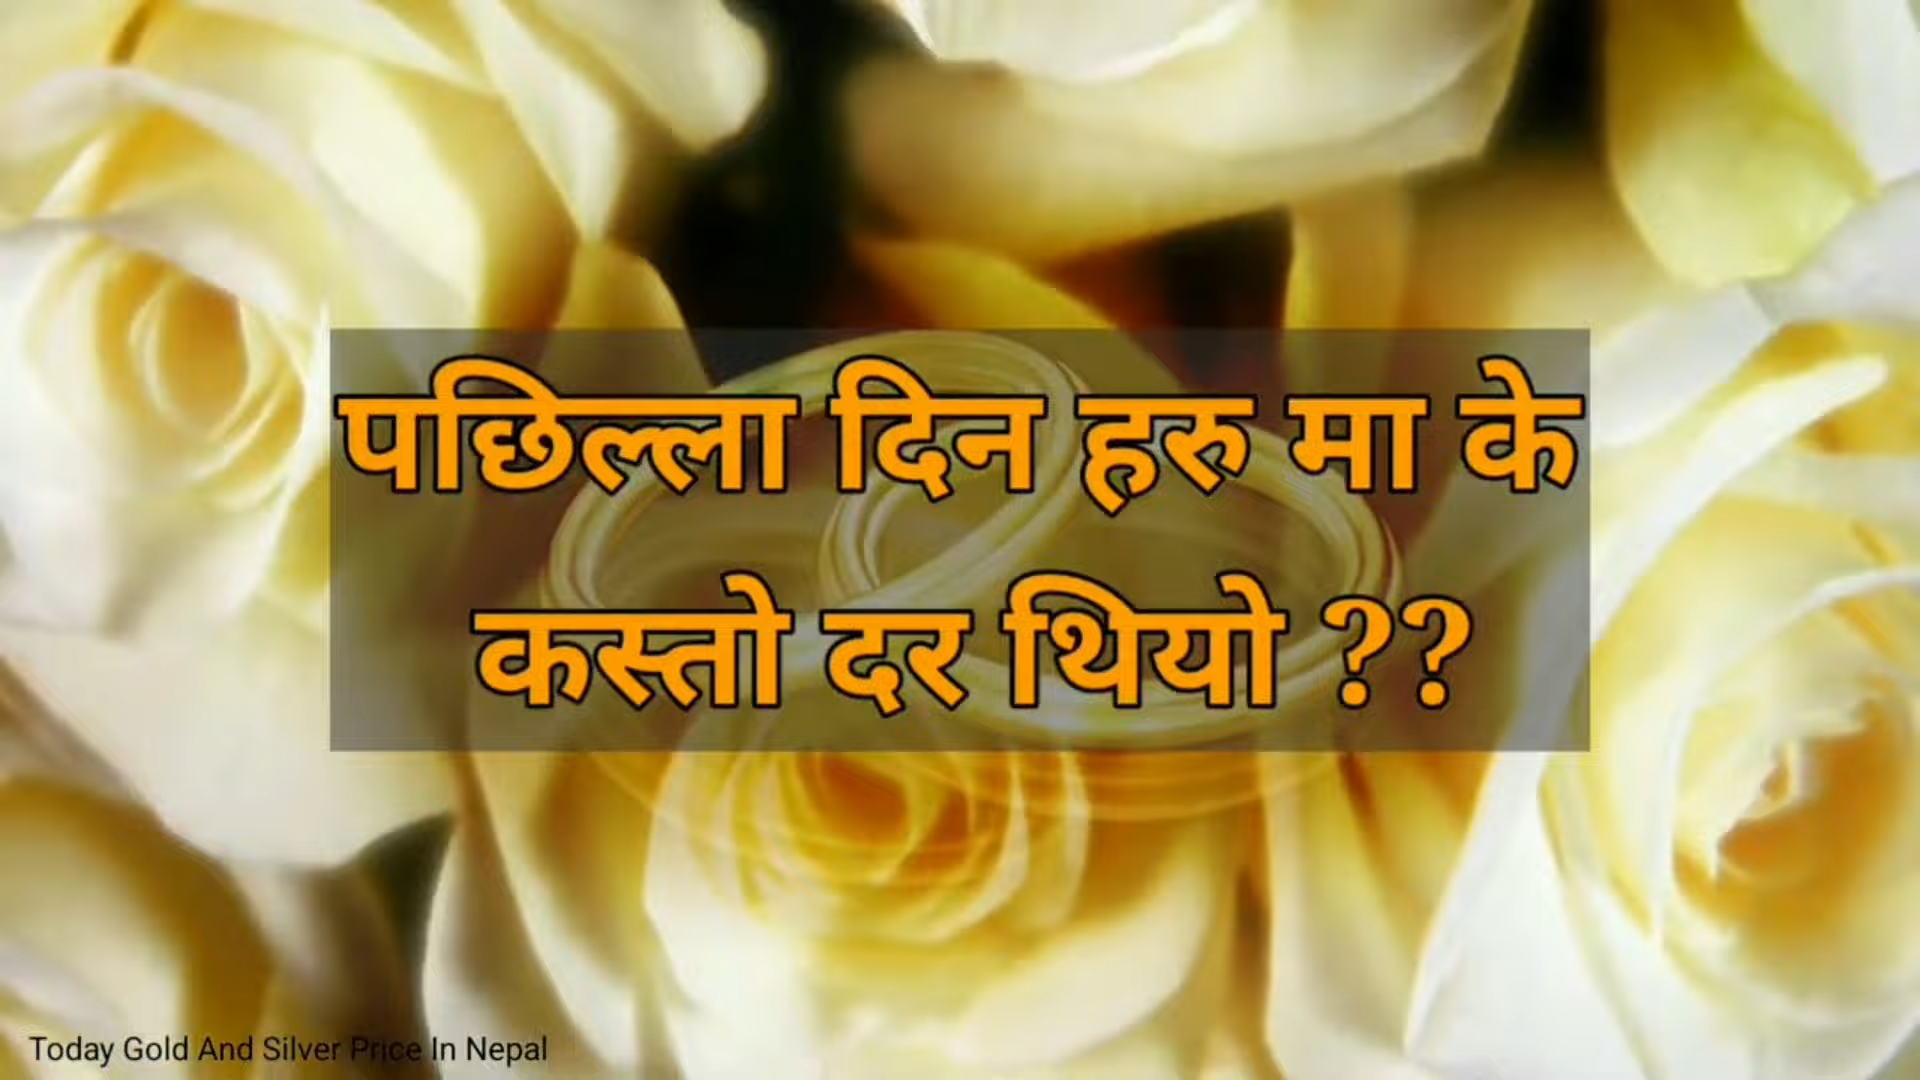 पछिल्ला दिन हरु मा के
कस्तो दर थियो ??
Today Gold And Silver Price In Nepal